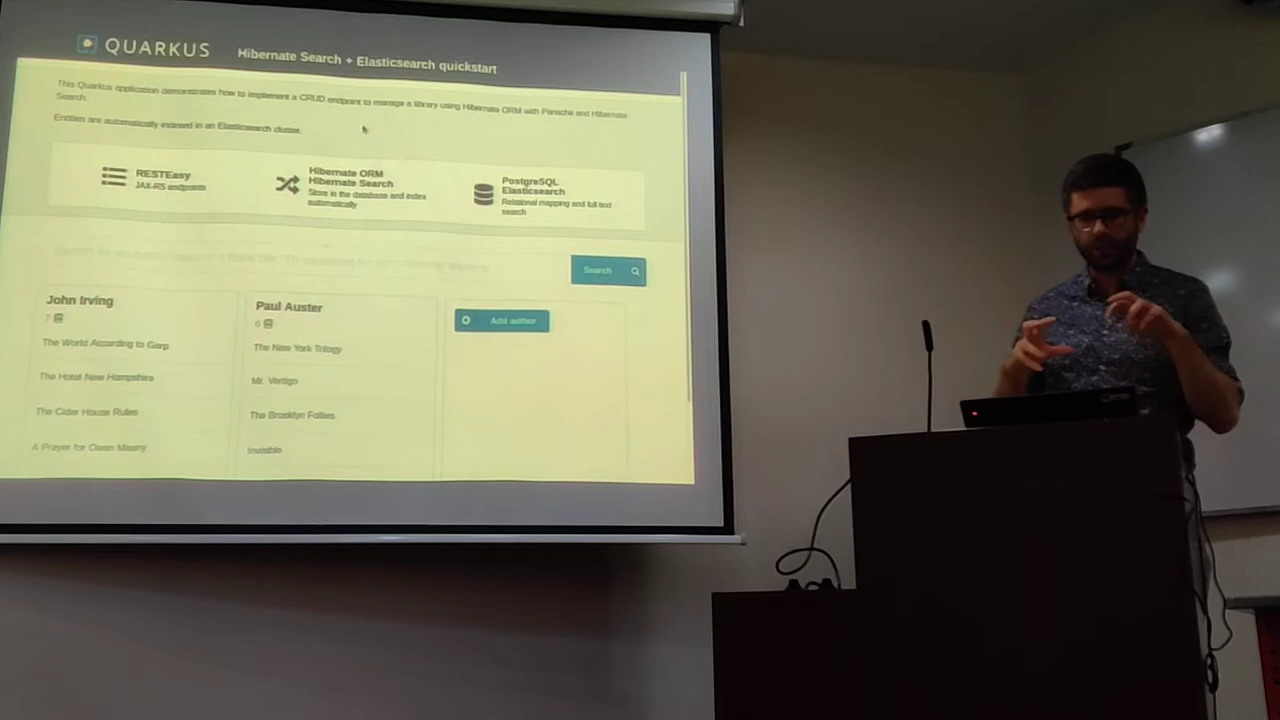 QUARKUS
Hibernate Search + Elasticsearch quickstart
This Quarkus application demonstrates how to implement a CRUD endpoint to manage a library using Hibernate ORM with Panache and Hibernate
Search.
Entities are automatically indexed in an Elasticsearch cluster.
RESTEasy
JAX-RS endpoints
Hibernate ORM
Hibernate Search
Store in the database and index
automatically
PostgreSQL
Elasticsearch
Relational mapping and full text
search
Search
John Irving
7
The World According to Garp
The Hotel New Hampshire
The Cider House Rules
A Prayer for Owen Meany
Paul Auster
6
The New York Trilogy
Mr. Vertigo
The Brooklyn Follies
Invisible
Add author